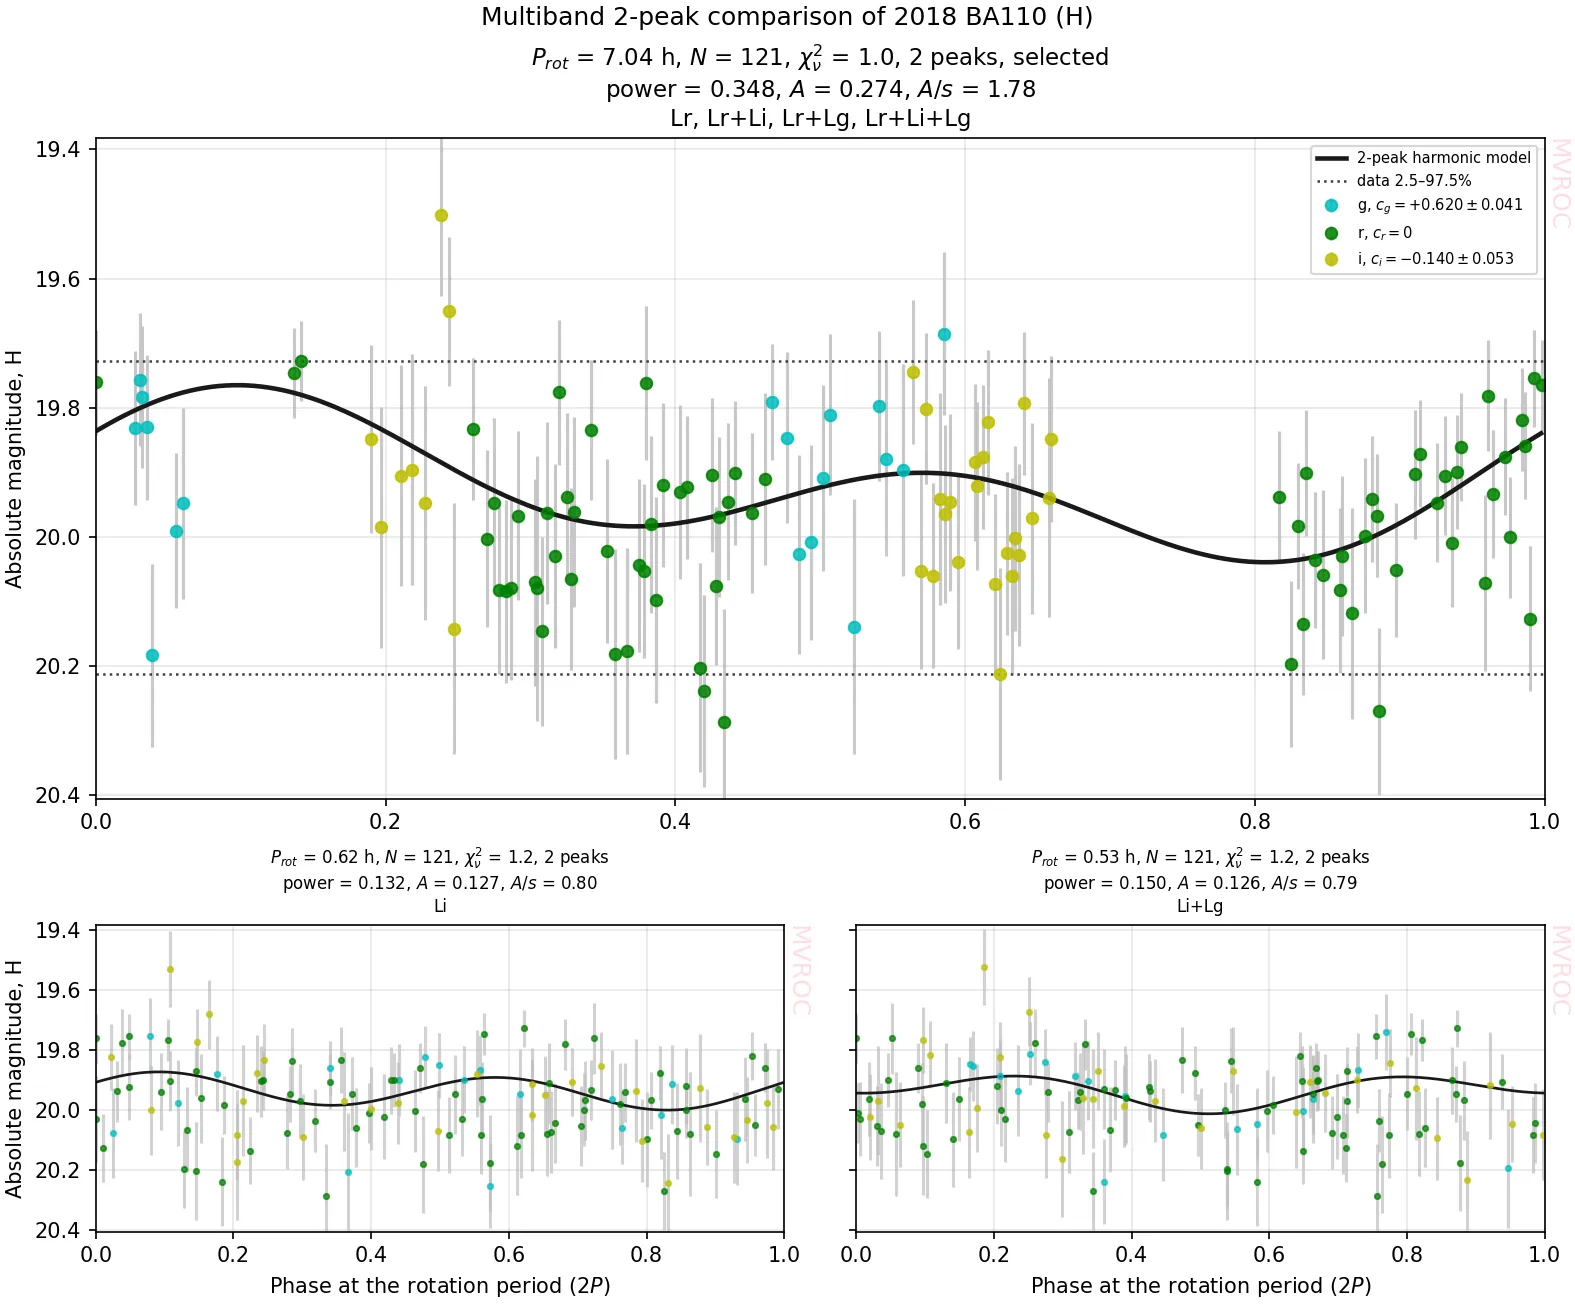 Multiband 2-peak comparison of 2018 BA110 (H)
P_rot = 7.04 h, N = 121, χ²_ν = 1.0, 2 peaks, selected
power = 0.348, A = 0.274, A/s = 1.78
Lr, Lr+Li, Lr+Lg, Lr+Li+Lg
Absolute magnitude, H
19.4
19.6
19.8
20.0
20.2
20.4
0.0 0.2 0.4 0.6 0.8 1.0
2-peak harmonic model
data 2.5–97.5%
g, c_g = +0.620 ± 0.041
r, c_r = 0
i, c_i = −0.140 ± 0.053
MVROC
P_rot = 0.62 h, N = 121, χ²_ν = 1.2, 2 peaks
power = 0.132, A = 0.127, A/s = 0.80
Li
Absolute magnitude, H
19.4
19.6
19.8
20.0
20.2
20.4
0.0 0.2 0.4 0.6 0.8 1.0
Phase at the rotation period (2P)
MVROC
P_rot = 0.53 h, N = 121, χ²_ν = 1.2, 2 peaks
power = 0.150, A = 0.126, A/s = 0.79
Li+Lg
0.0 0.2 0.4 0.6 0.8 1.0
Phase at the rotation period (2P)
MVROC